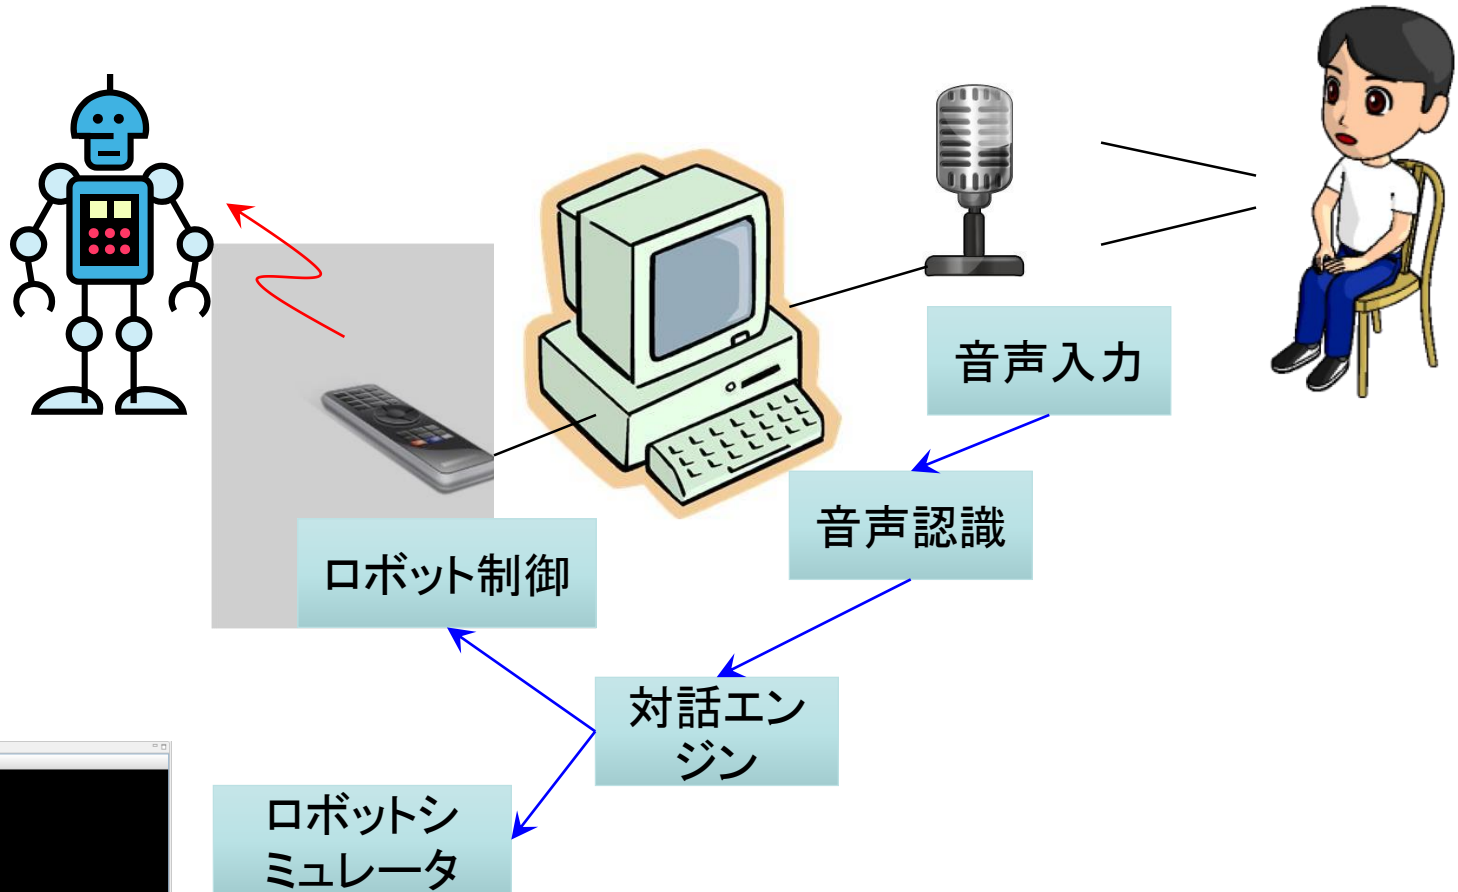 音声入力
音声認識
ロボット制御
対話エン
ジン
ロボットシ
ミュレータ